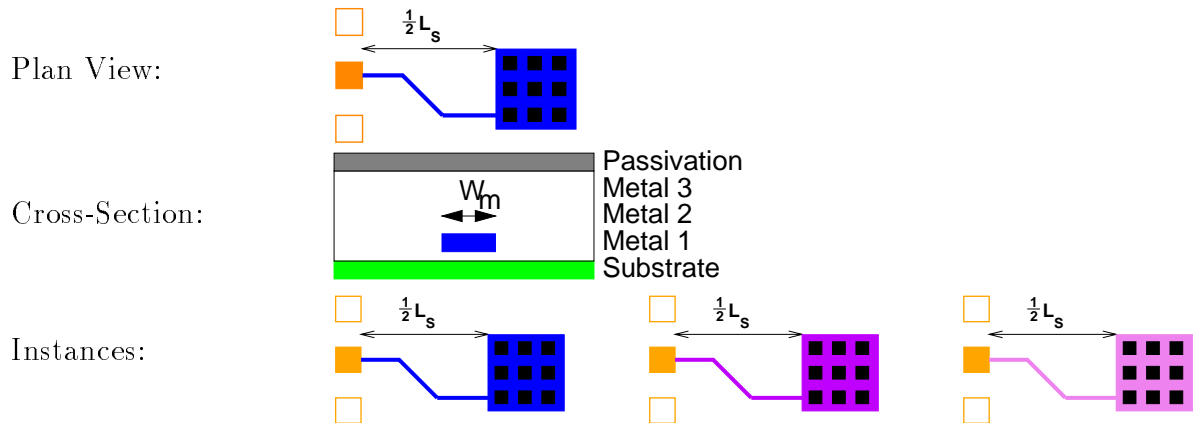 ½ L_S
Plan View:
Passivation
W_m
Metal 3
Cross-Section:
Metal 2
Metal 1
Substrate
½ L_S ½ L_S ½ L_S
Instances: